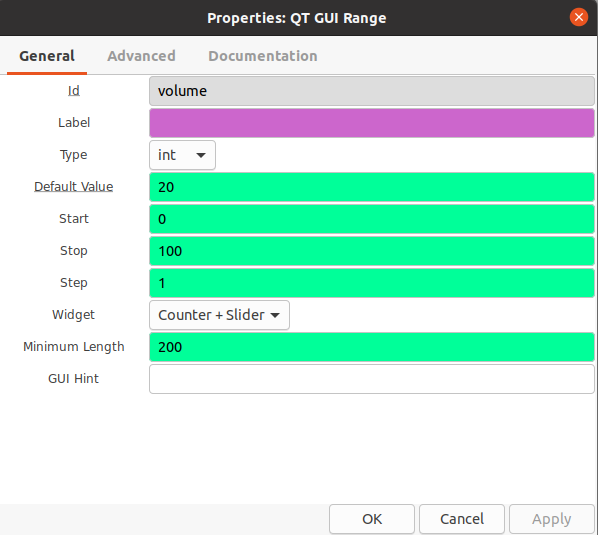 Properties: QT GUI Range
General Advanced Documentation
Id volume
Label
Type int
Default Value 20
Start 0
Stop 100
Step 1
Widget Counter + Slider
Minimum Length 200
GUI Hint
OK Cancel Apply